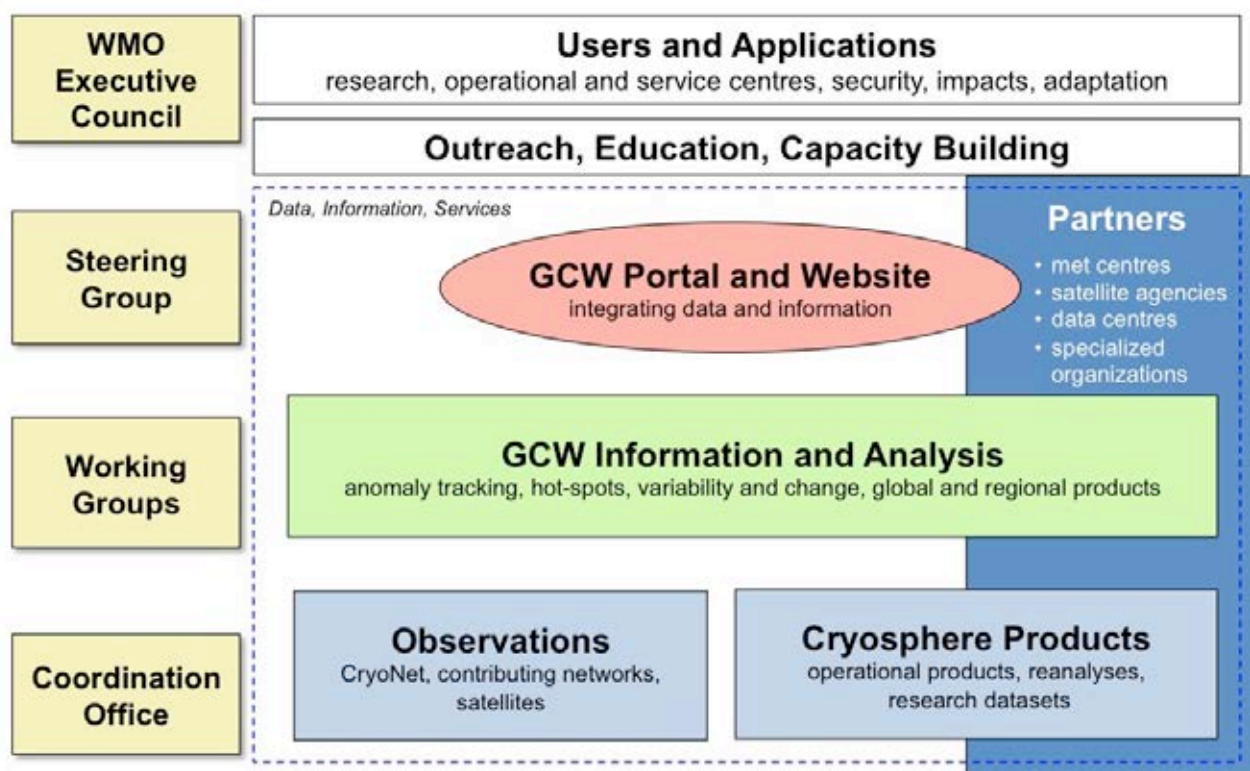 WMO
Executive
Council
Users and Applications
research, operational and service centres, security, impacts, adaptation
Outreach, Education, Capacity Building
Data, Information, Services
Partners
• met centres
• satellite agencies
• data centres
• specialized
organizations
Steering
Group
GCW Portal and Website
integrating data and information
Working
Groups
GCW Information and Analysis
anomaly tracking, hot-spots, variability and change, global and regional products
Coordination
Office
Observations
CryoNet, contributing networks,
satellites
Cryosphere Products
operational products, reanalyses,
research datasets